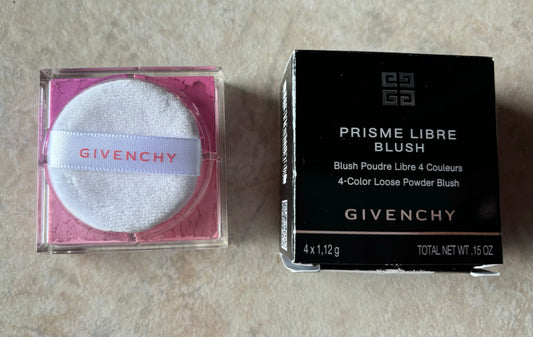 GIVENCHY
PRISME LIBRE
BLUSH
Blush Poudre Libre 4 Couleurs
4-Color Loose Powder Blush
GIVENCHY
4 x 1,12 g
TOTAL NET WT .15 OZ